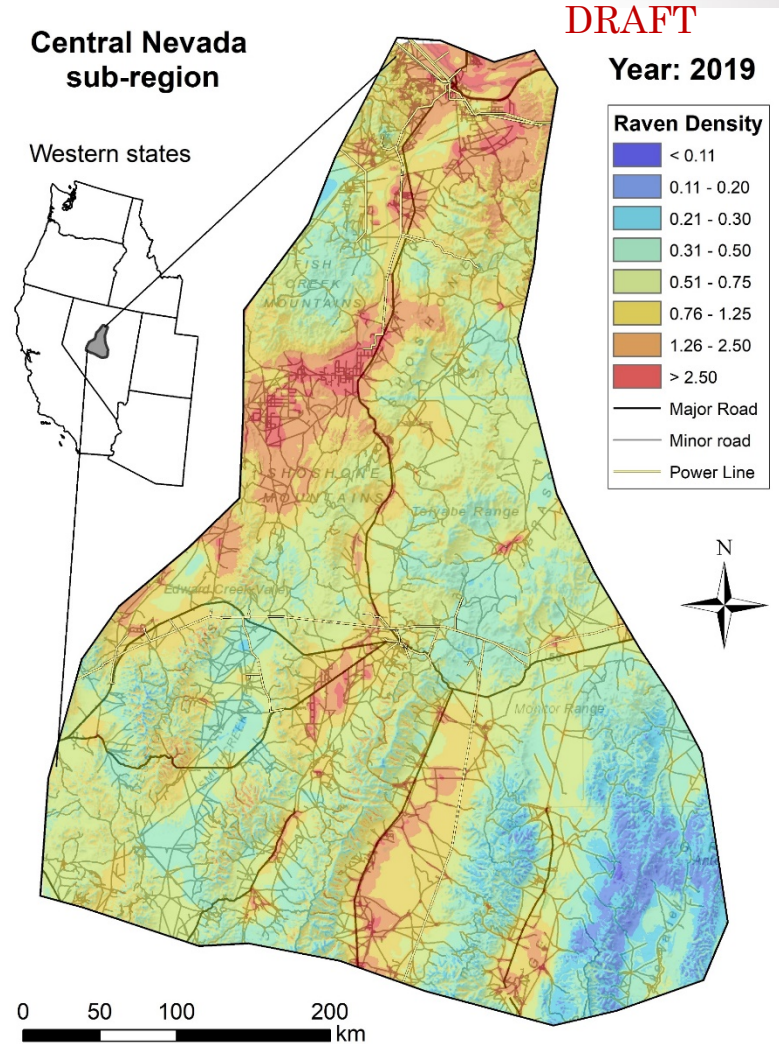 DRAFT
Central Nevada
sub-region
Year: 2019
Western states
Raven Density
< 0.11
0.11 - 0.20
0.21 - 0.30
0.31 - 0.50
0.51 - 0.75
0.76 - 1.25
1.26 - 2.50
> 2.50
Major Road
Minor road
Power Line
FISH
CREEK
MOUNTAINS
SHOSHONE
MOUNTAINS
Toiyabe Range
N
Edward Creek Valley
Monitor Range
0 50 100 200
km